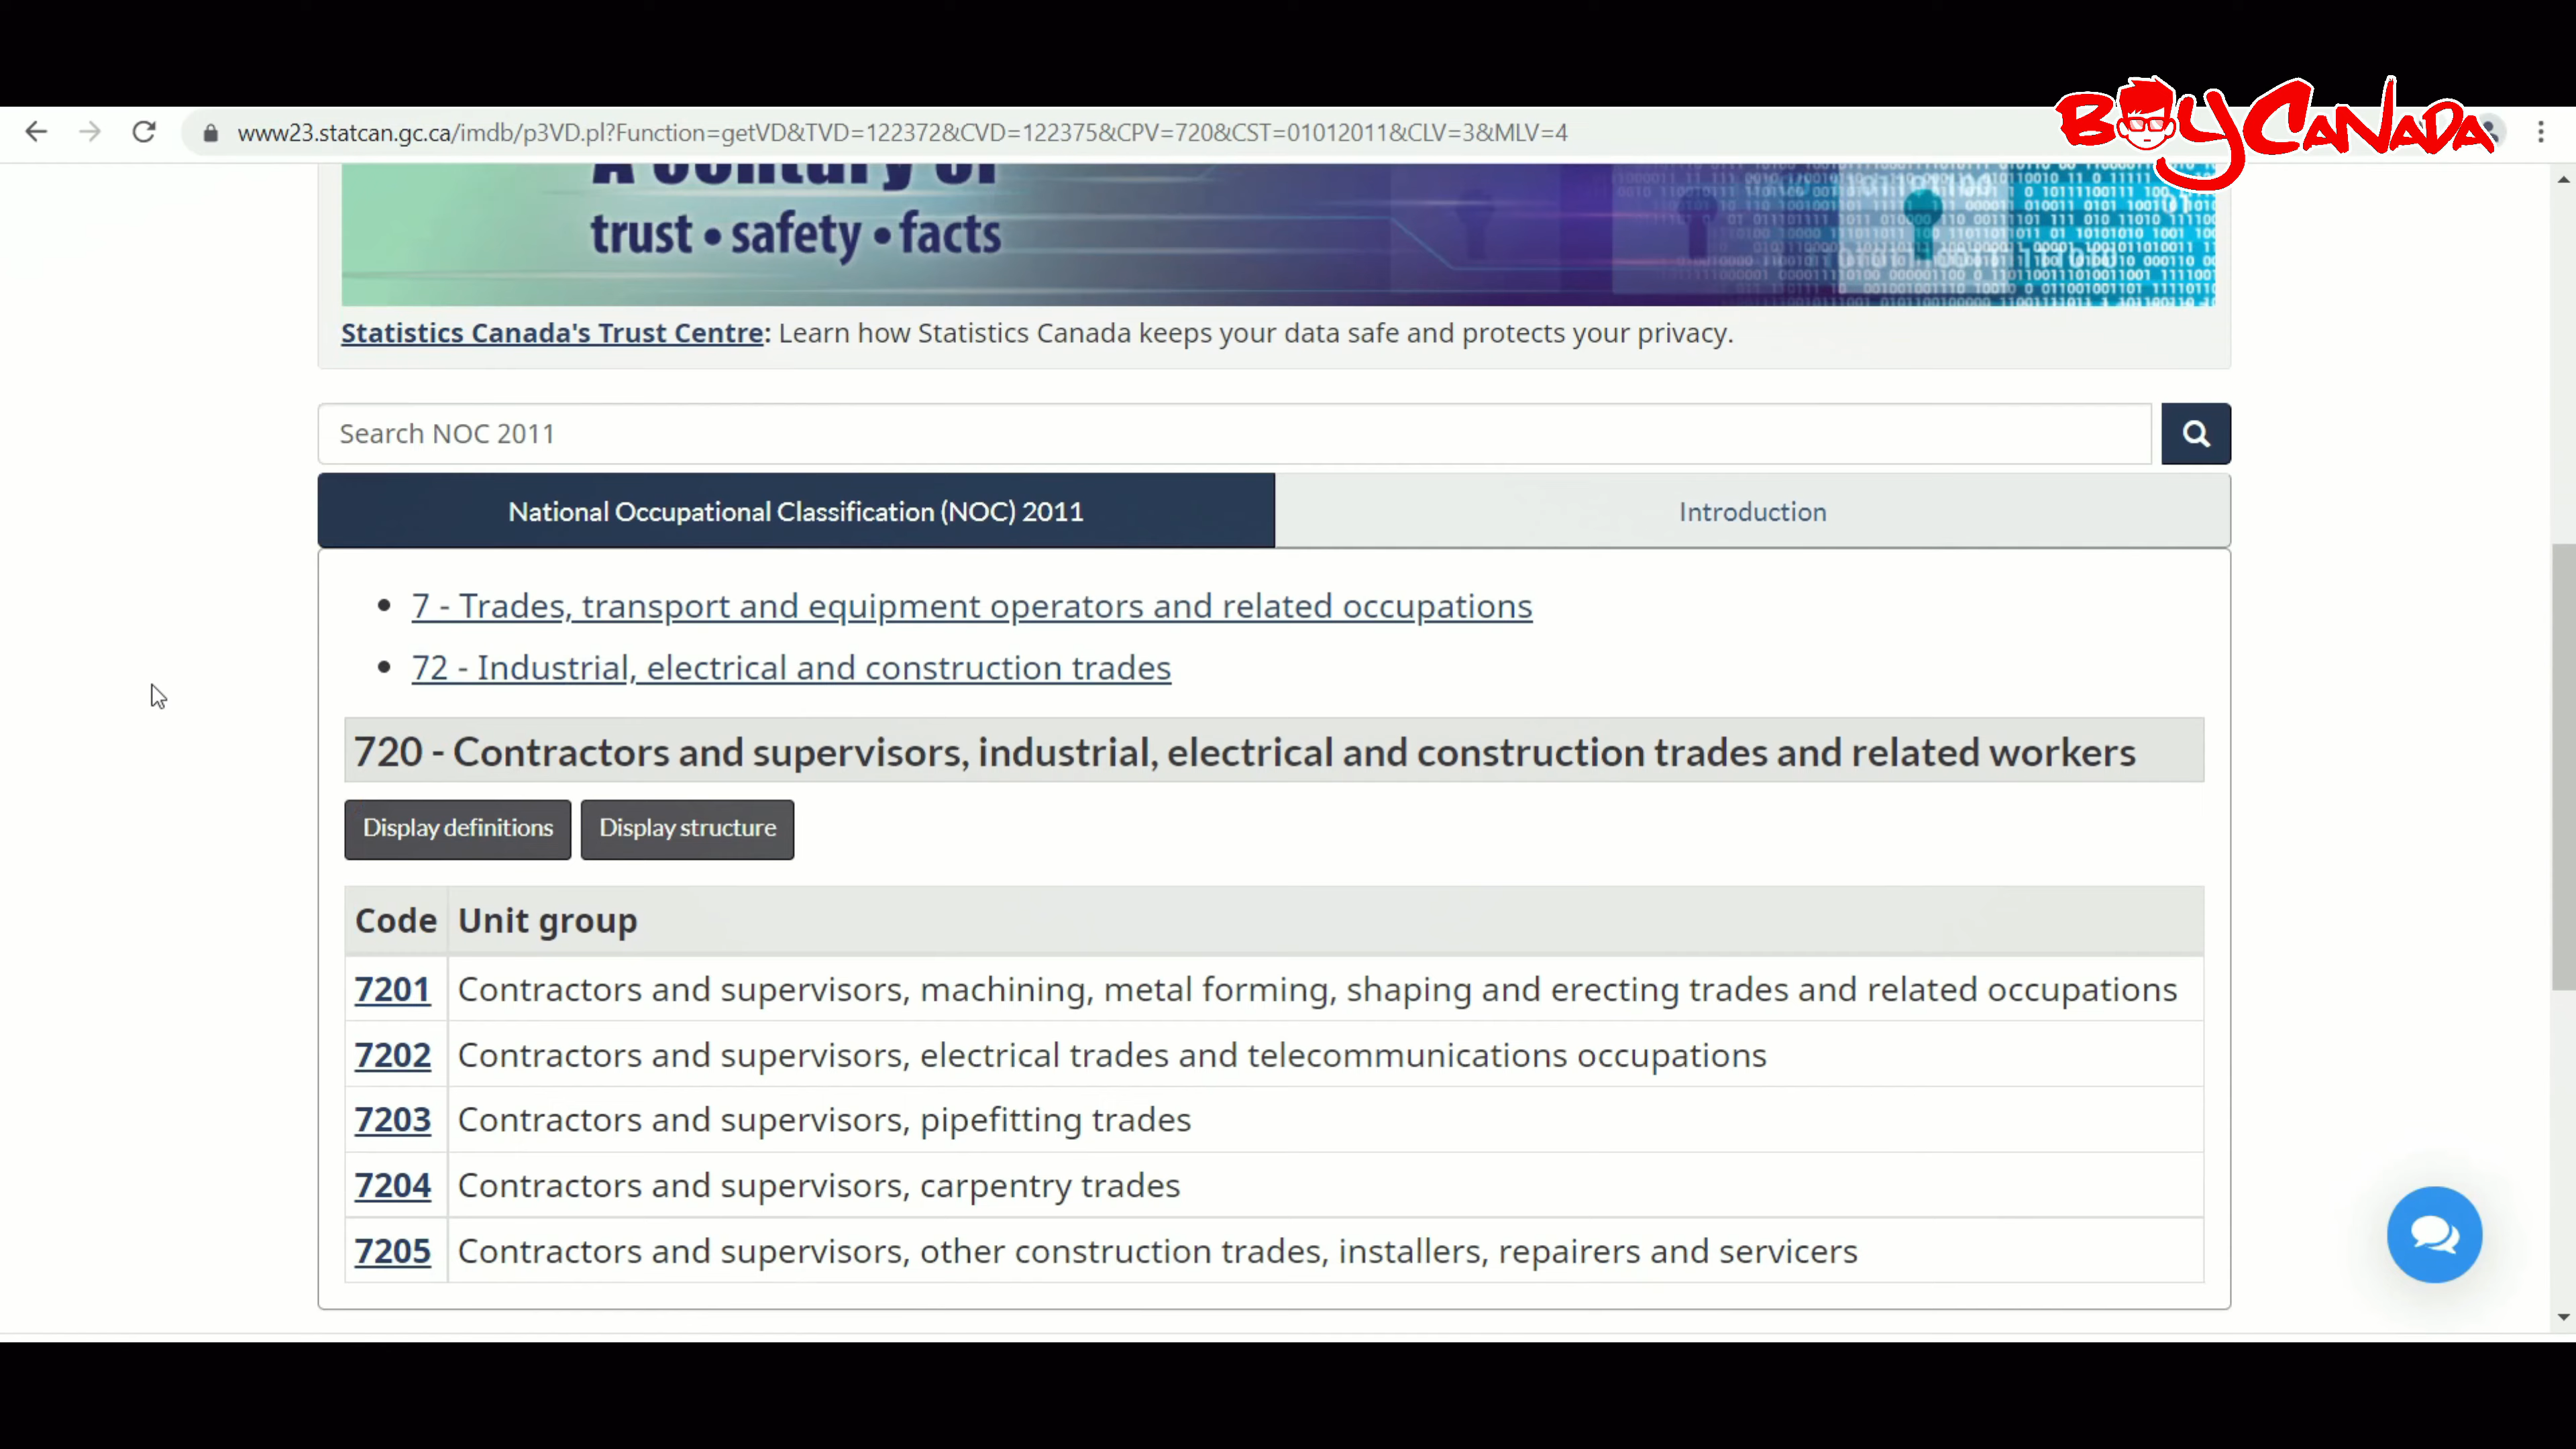 BOYCANADA
www23.statcan.gc.ca/imdb/p3VD.pl?Function=getVD&TVD=122372&CVD=122375&CPV=720&CST=01012011&CLV=3&MLV=4
A century of
trust • safety • facts
Statistics Canada's Trust Centre: Learn how Statistics Canada keeps your data safe and protects your privacy.
Search NOC 2011
National Occupational Classification (NOC) 2011
Introduction
• 7 - Trades, transport and equipment operators and related occupations
• 72 - Industrial, electrical and construction trades
720 - Contractors and supervisors, industrial, electrical and construction trades and related workers
Display definitions
Display structure
Code Unit group
7201 Contractors and supervisors, machining, metal forming, shaping and erecting trades and related occupations
7202 Contractors and supervisors, electrical trades and telecommunications occupations
7203 Contractors and supervisors, pipefitting trades
7204 Contractors and supervisors, carpentry trades
7205 Contractors and supervisors, other construction trades, installers, repairers and servicers